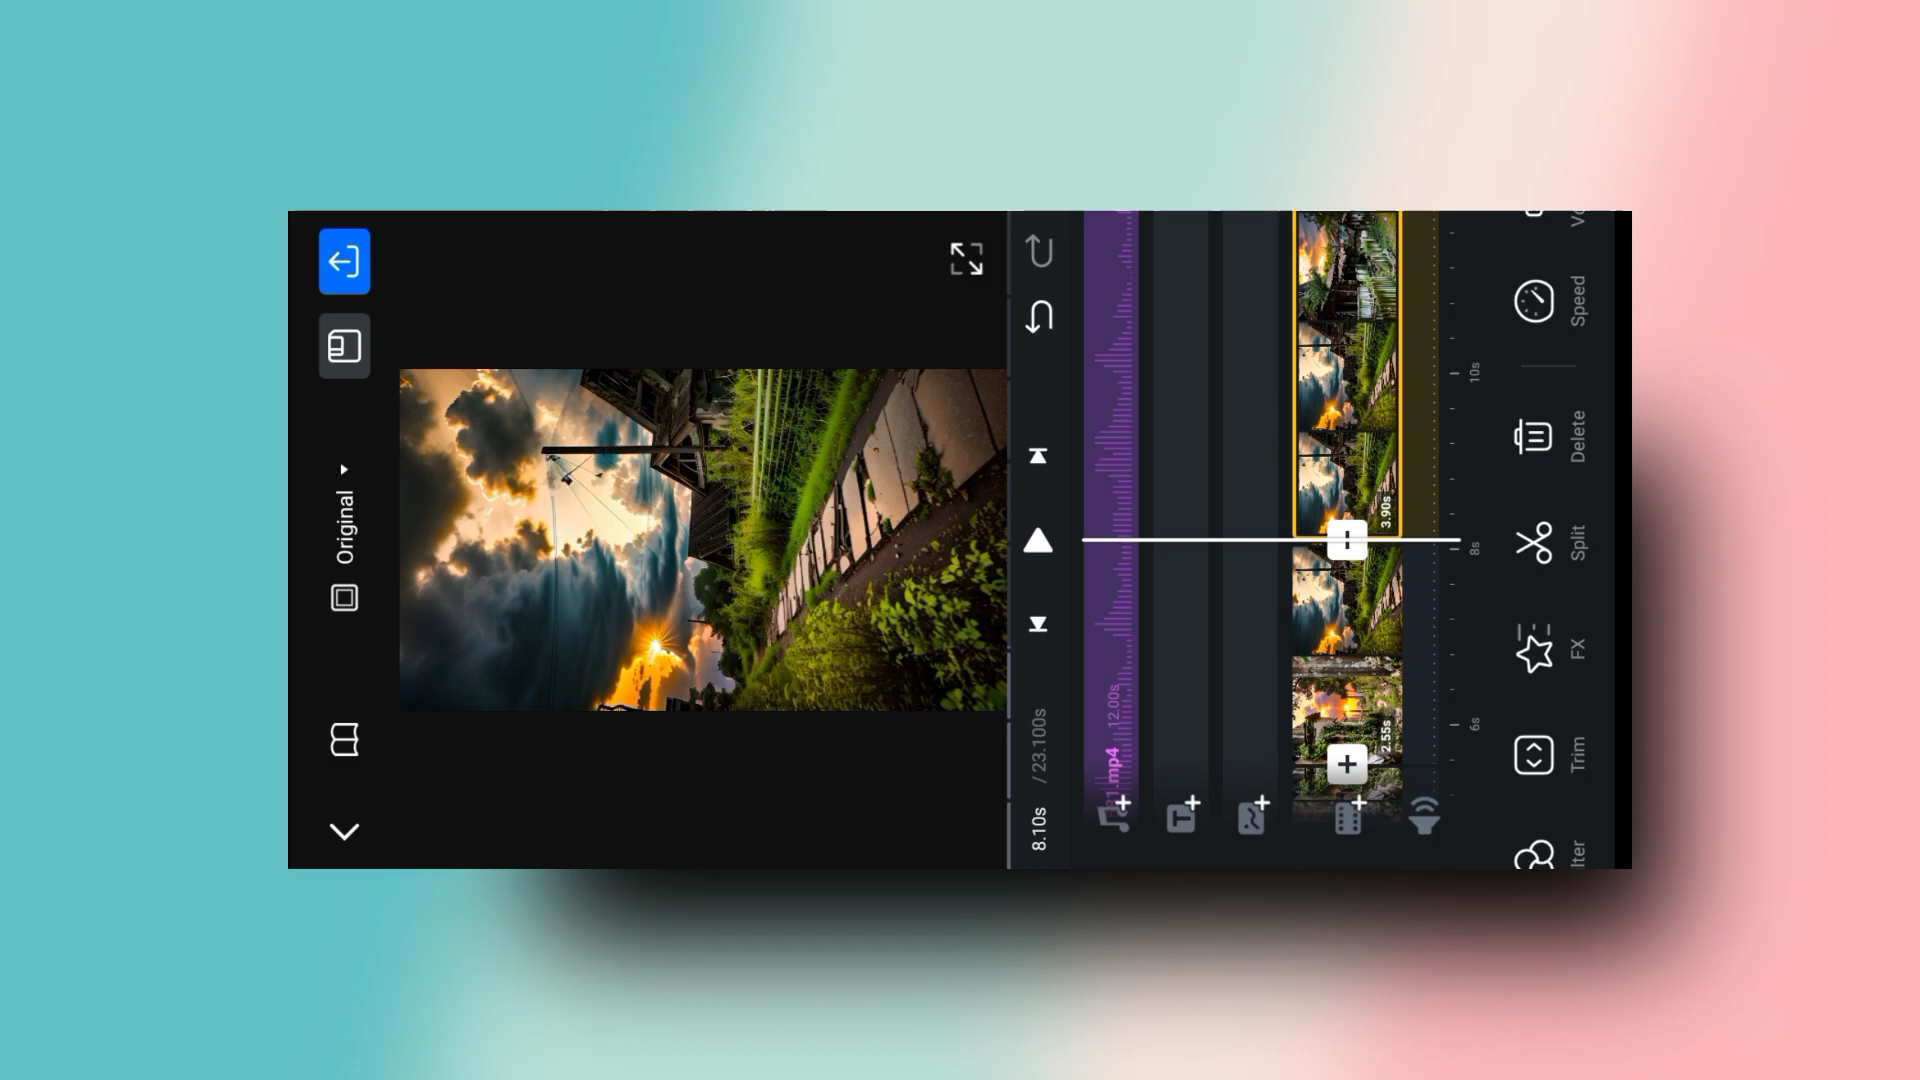 Original
8.10s / 23.100s
31.mp4 12.00s
T
2.55s
3.90s
6s 8s 10s
Trim
FX
Split
Delete
Speed